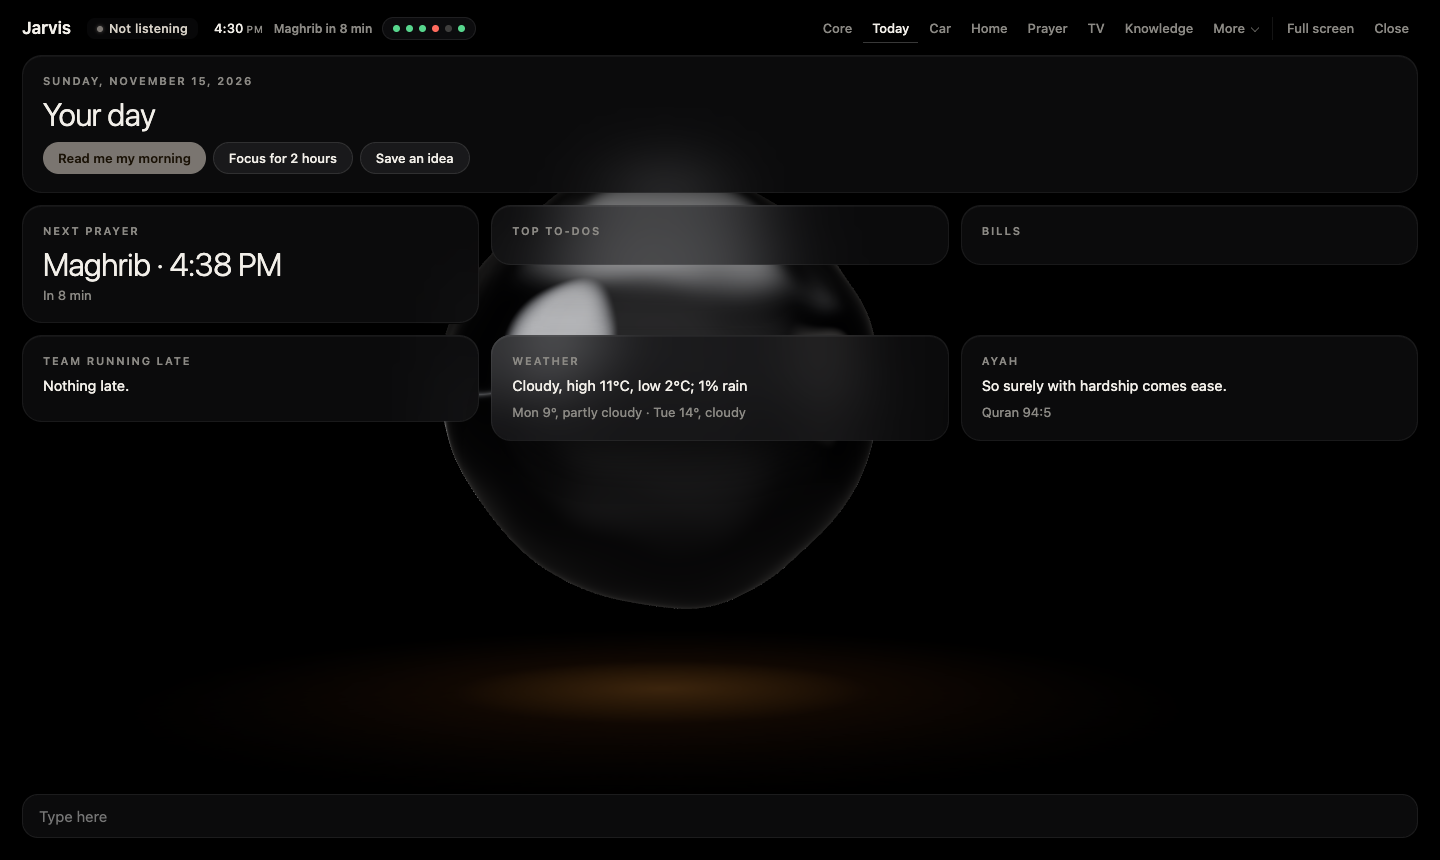 Jarvis
Not listening
4:30 PM
Maghrib in 8 min
Core
Today
Car
Home
Prayer
TV
Knowledge
More
Full screen
Close
SUNDAY, NOVEMBER 15, 2026
Your day
Read me my morning
Focus for 2 hours
Save an idea
NEXT PRAYER
Maghrib · 4:38 PM
In 8 min
TOP TO-DOS
BILLS
TEAM RUNNING LATE
Nothing late.
WEATHER
Cloudy, high 11°C, low 2°C; 1% rain
Mon 9°, partly cloudy · Tue 14°, cloudy
AYAH
So surely with hardship comes ease.
Quran 94:5
Type here